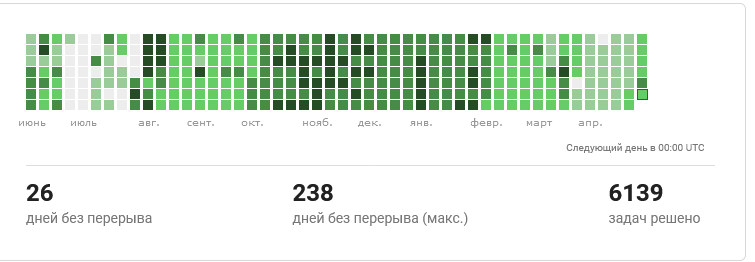 июнь июль авг. сент. окт. нояб. дек. янв. февр. март апр.
Следующий день в 00:00 UTC
26 238 6139
дней без перерыва дней без перерыва (макс.) задач решено